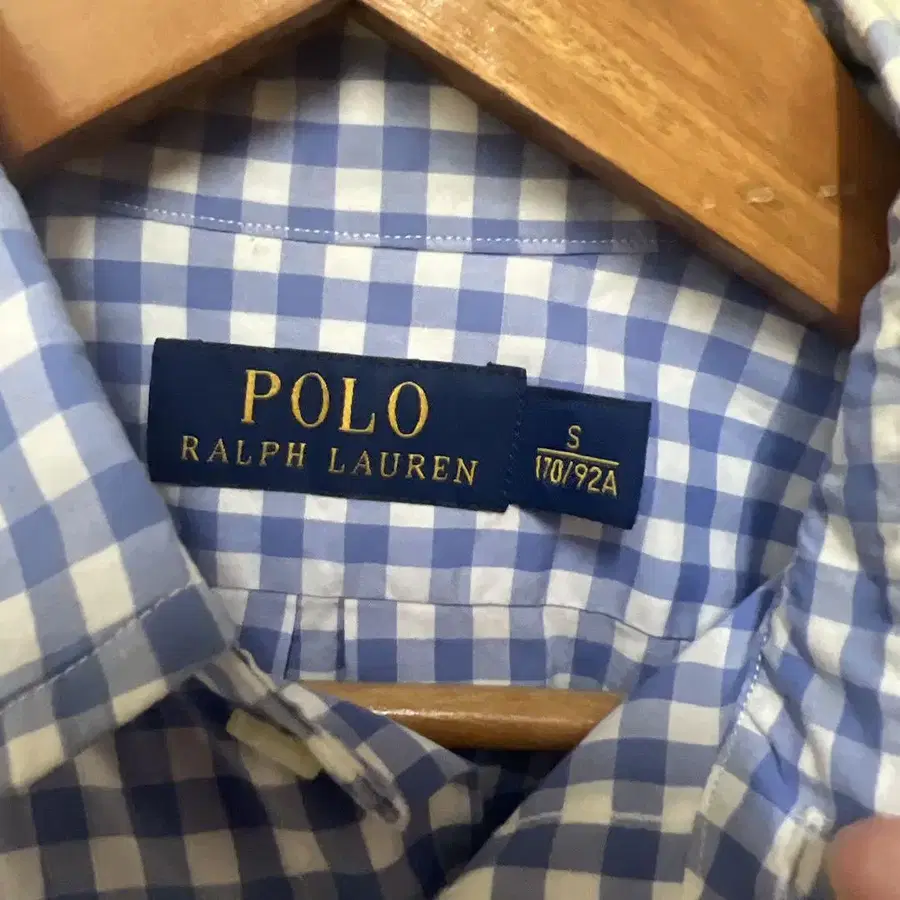 POLO
RALPH LAUREN
S
170/92A